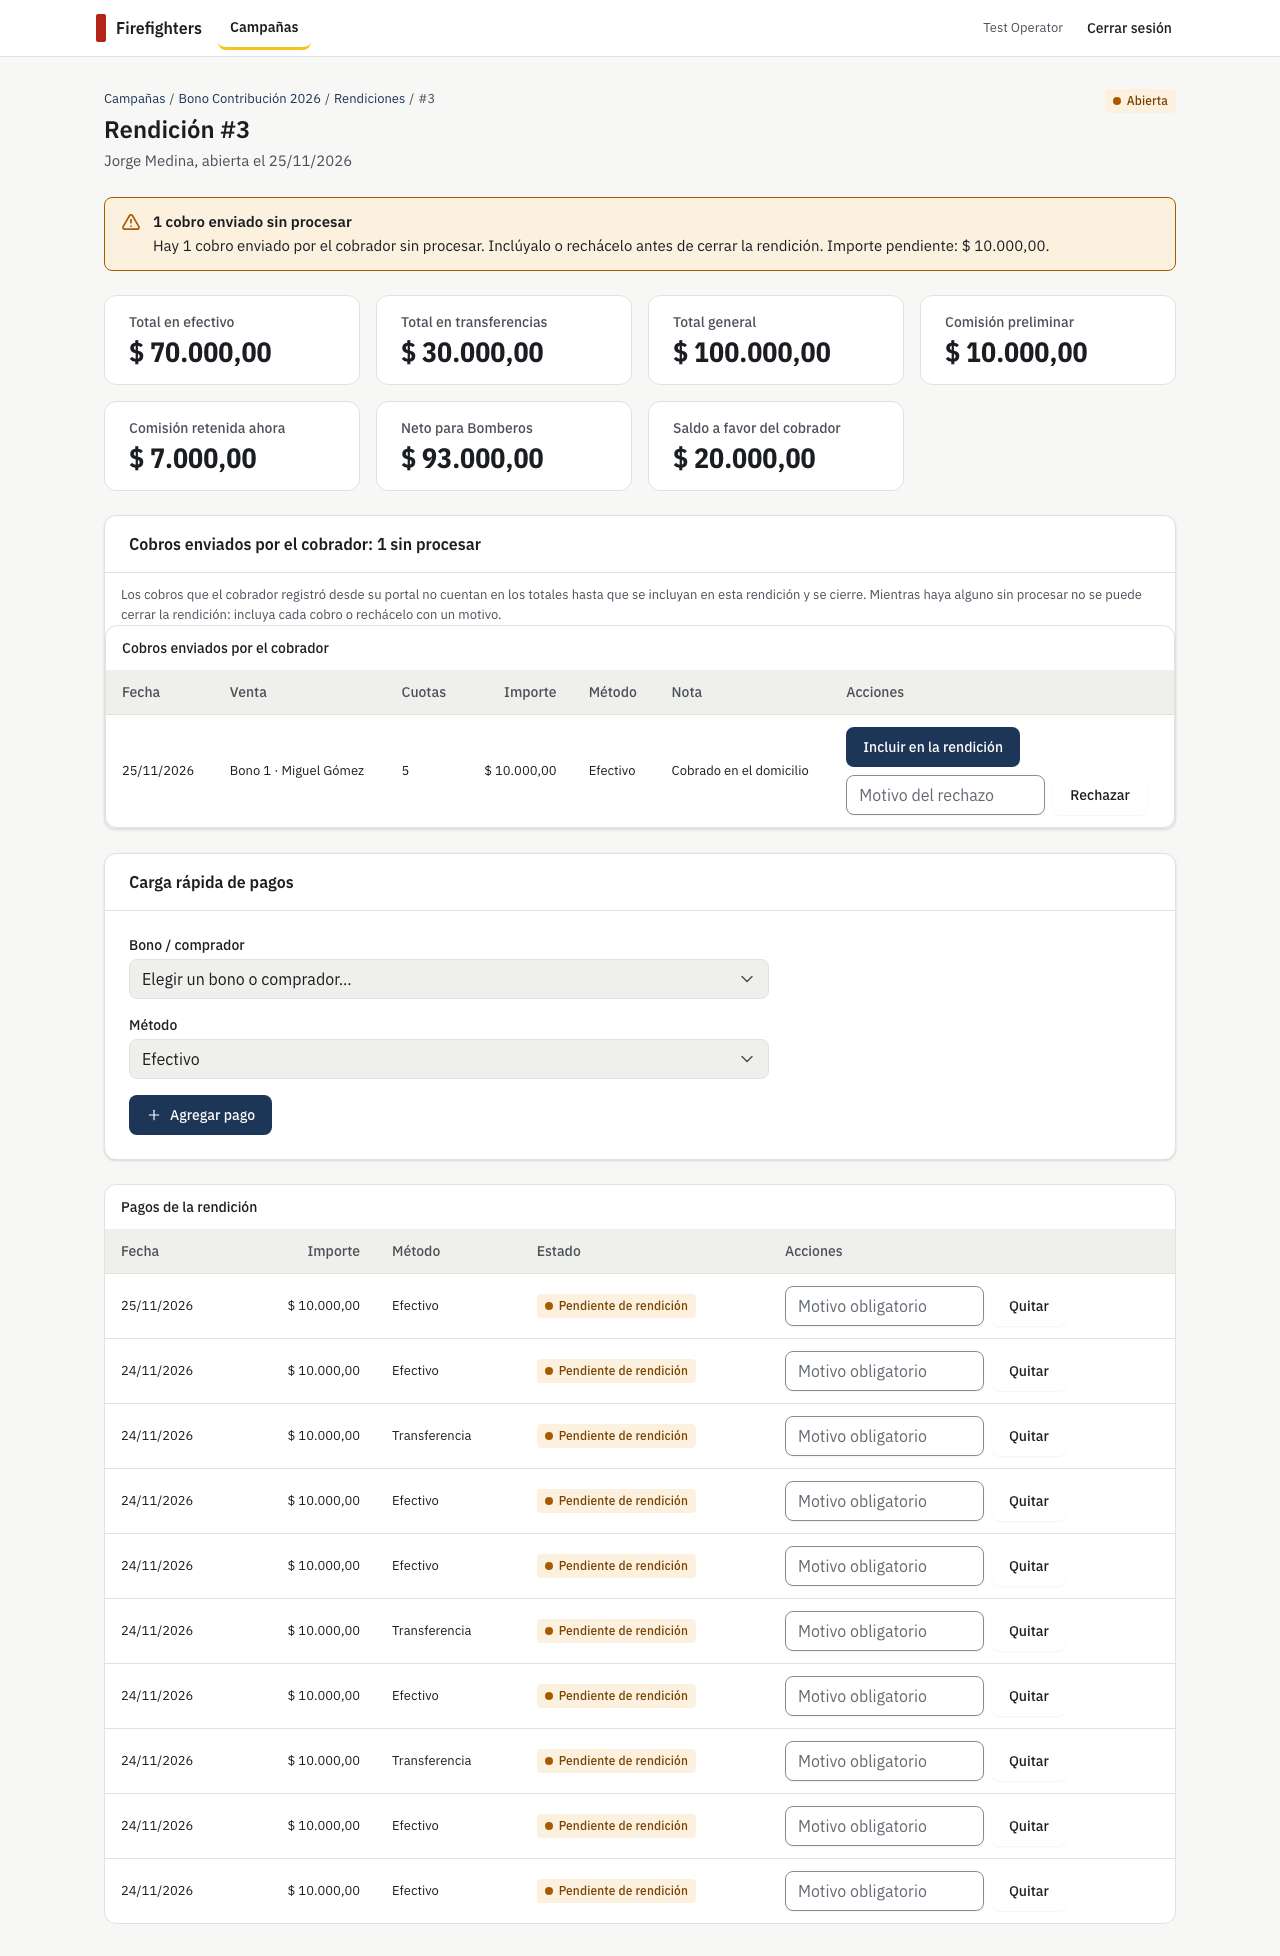 Firefighters
Campañas
Test Operator
Cerrar sesión
Campañas / Bono Contribución 2026 / Rendiciones / #3
Abierta
Rendición #3
Jorge Medina, abierta el 25/11/2026
1 cobro enviado sin procesar
Hay 1 cobro enviado por el cobrador sin procesar. Inclúyalo o rechácelo antes de cerrar la rendición. Importe pendiente: $ 10.000,00.
Total en efectivo
$ 70.000,00
Total en transferencias
$ 30.000,00
Total general
$ 100.000,00
Comisión preliminar
$ 10.000,00
Comisión retenida ahora
$ 7.000,00
Neto para Bomberos
$ 93.000,00
Saldo a favor del cobrador
$ 20.000,00
Cobros enviados por el cobrador: 1 sin procesar
Los cobros que el cobrador registró desde su portal no cuentan en los totales hasta que se incluyan en esta rendición y se cierre. Mientras haya alguno sin procesar no se puede
cerrar la rendición: incluya cada cobro o rechácelo con un motivo.
Cobros enviados por el cobrador
Fecha Venta Cuotas Importe Método Nota Acciones
Incluir en la rendición
25/11/2026 Bono 1 · Miguel Gómez 5 $ 10.000,00 Efectivo Cobrado en el domicilio
Motivo del rechazo Rechazar
Carga rápida de pagos
Bono / comprador
Elegir un bono o comprador...
Método
Efectivo
Agregar pago
Pagos de la rendición
Fecha Importe Método Estado Acciones
25/11/2026 $ 10.000,00 Efectivo Pendiente de rendición Motivo obligatorio Quitar
24/11/2026 $ 10.000,00 Efectivo Pendiente de rendición Motivo obligatorio Quitar
24/11/2026 $ 10.000,00 Transferencia Pendiente de rendición Motivo obligatorio Quitar
24/11/2026 $ 10.000,00 Efectivo Pendiente de rendición Motivo obligatorio Quitar
24/11/2026 $ 10.000,00 Efectivo Pendiente de rendición Motivo obligatorio Quitar
24/11/2026 $ 10.000,00 Transferencia Pendiente de rendición Motivo obligatorio Quitar
24/11/2026 $ 10.000,00 Efectivo Pendiente de rendición Motivo obligatorio Quitar
24/11/2026 $ 10.000,00 Transferencia Pendiente de rendición Motivo obligatorio Quitar
24/11/2026 $ 10.000,00 Efectivo Pendiente de rendición Motivo obligatorio Quitar
24/11/2026 $ 10.000,00 Efectivo Pendiente de rendición Motivo obligatorio Quitar